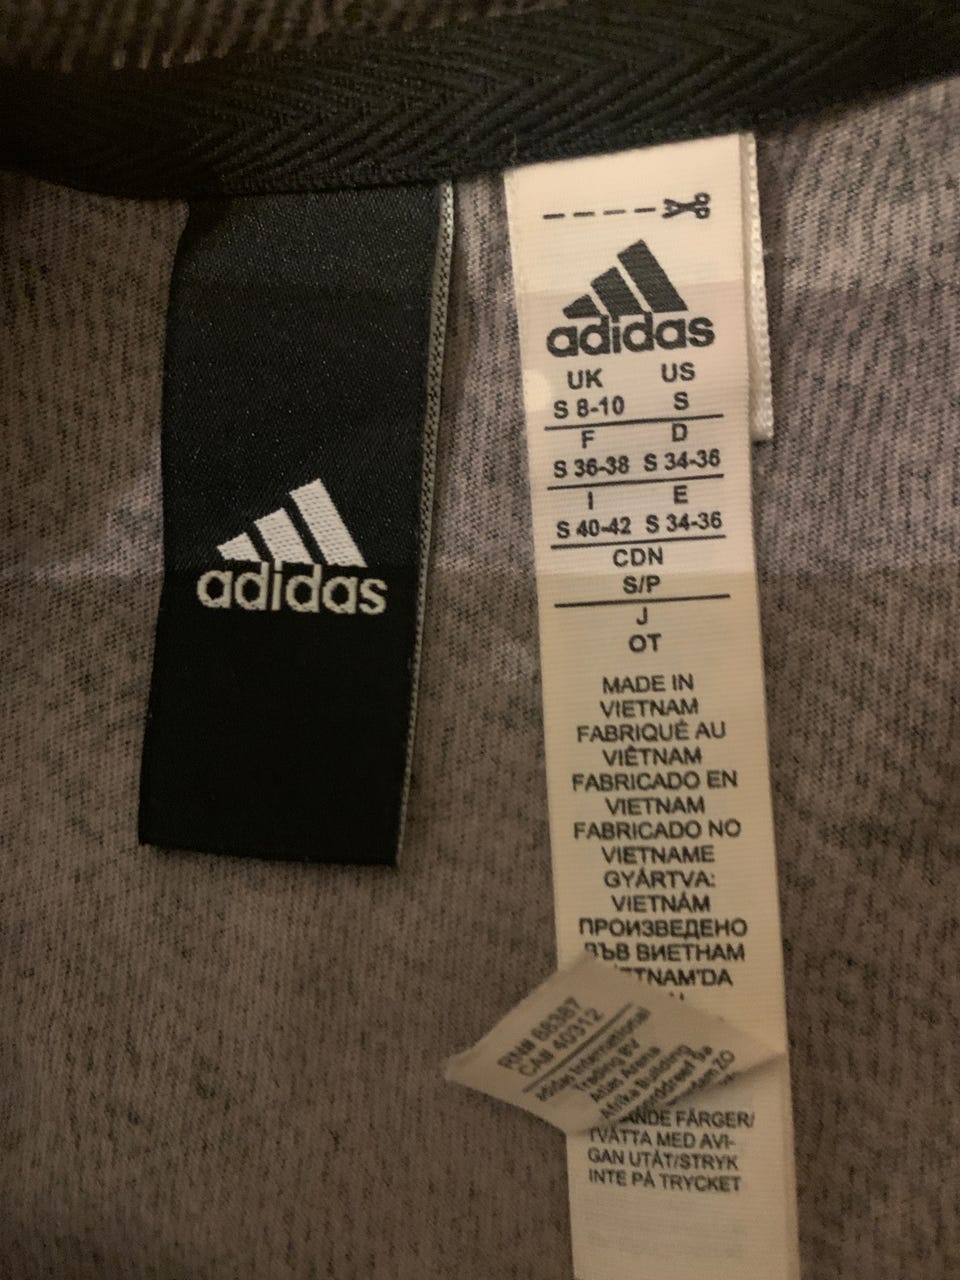 adidas
adidas
UK US
S 8-10 S
F D
S 36-38 S 34-36
I E
S 40-42 S 34-36
CDN
S/P
J
OT
MADE IN
VIETNAM
FABRIQUÉ AU
VIÊTNAM
FABRICADO EN
VIETNAM
FABRICADO NO
VIETNAME
GYÁRTVA:
VIETNÁM
ПРОИЗВЕДЕНО
ВЪВ ВИЕТНАМ
RN# 88387
CA# 40312
adidas International
Trading BV
Atlas Arena
Afrika Building
FÄRGER/
TVÄTTA MED AVI-
GAN UTÅT/STRYK
INTE PÅ TRYCKET